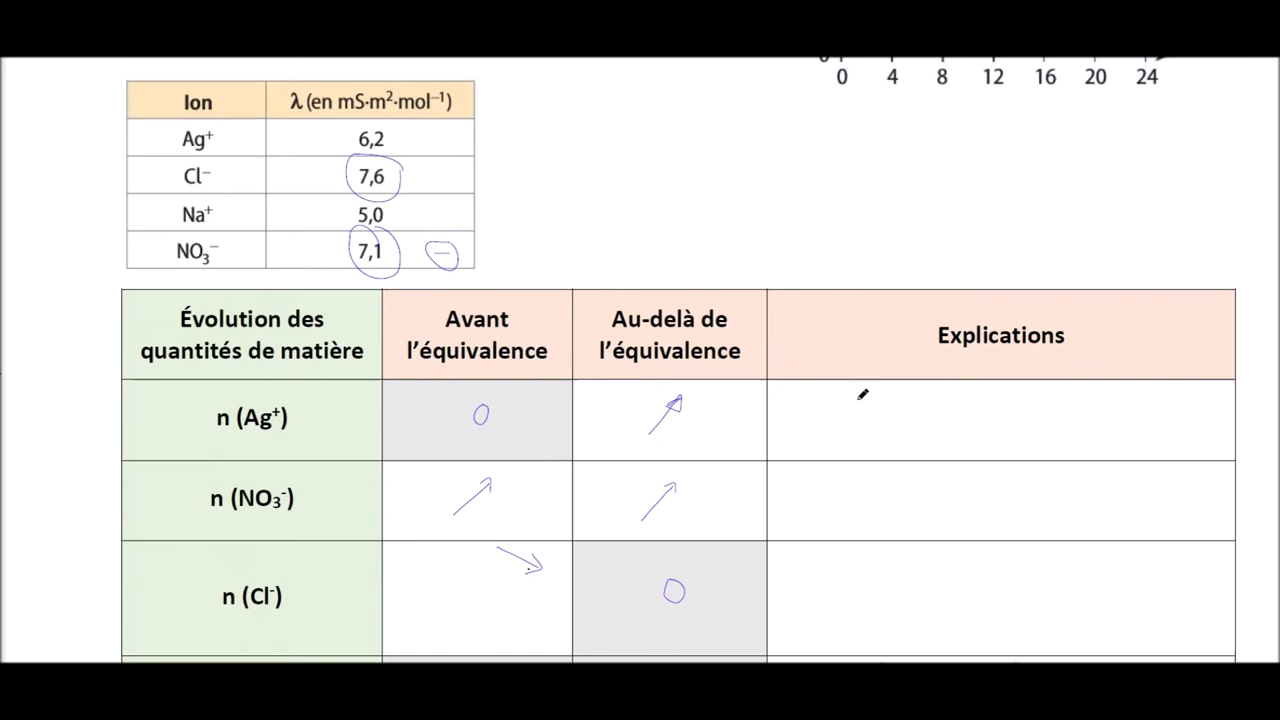 0
0 4 8 12 16 20 24
Ion λ (en mS·m²·mol⁻¹)
Ag⁺ 6,2
Cl⁻ 7,6
Na⁺ 5,0
NO₃⁻ 7,1 −
Évolution des quantités de matière
Avant l’équivalence
Au-delà de l’équivalence
Explications
n (Ag⁺) 0 ↗
n (NO₃⁻) ↗ ↗
n (Cl⁻) ↘ 0